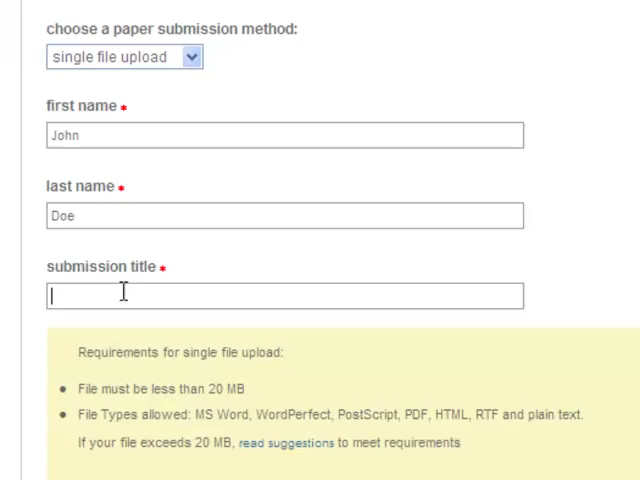 choose a paper submission method:
single file upload
first name *
John
last name *
Doe
submission title *
Requirements for single file upload:
• File must be less than 20 MB
• File Types allowed: MS Word, WordPerfect, PostScript, PDF, HTML, RTF and plain text.
If your file exceeds 20 MB, read suggestions to meet requirements